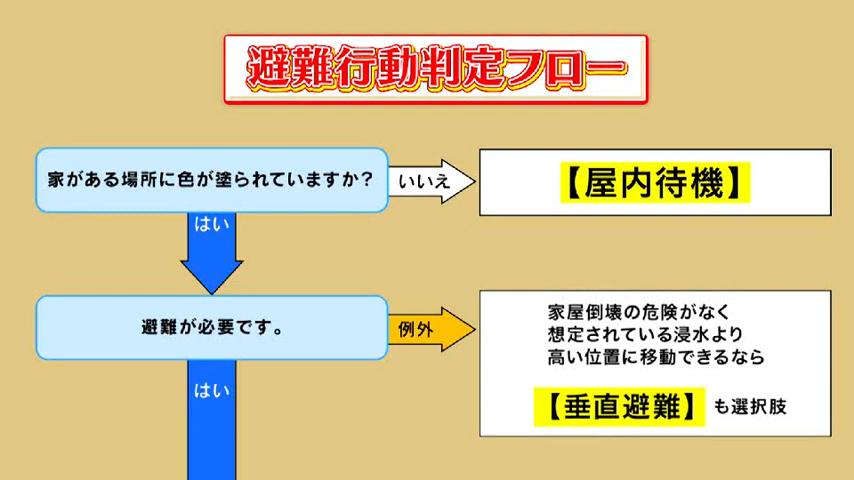 避難行動判定フロー
家がある場所に色が塗られていますか？
いいえ
【屋内待機】
はい
避難が必要です。
例外
家屋倒壊の危険がなく
想定されている浸水より
高い位置に移動できるなら
【垂直避難】も選択肢
はい